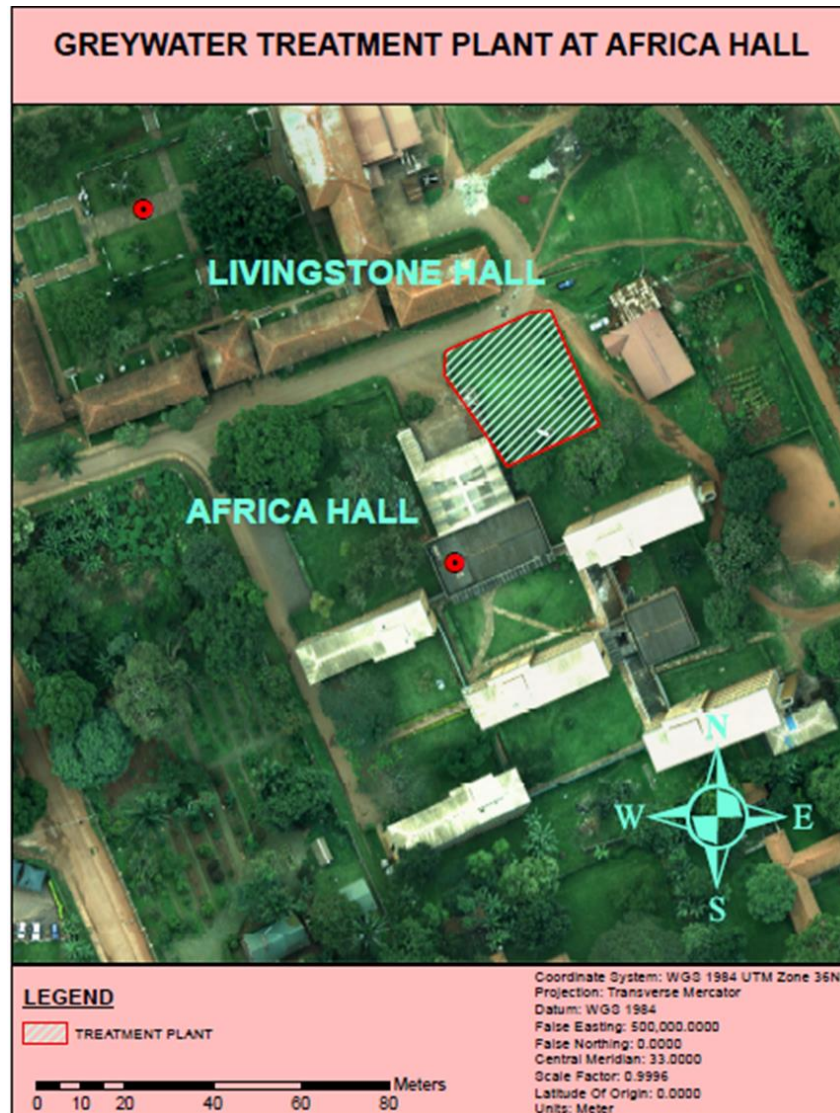 GREYWATER TREATMENT PLANT AT AFRICA HALL
LIVINGSTONE HALL
AFRICA HALL
N
W E
S
LEGEND
TREATMENT PLANT
Meters
0 10 20 40 60 80
Coordinate System: WGS 1984 UTM Zone 36N
Projection: Transverse Mercator
Datum: WGS 1984
False Easting: 500,000.0000
False Northing: 0.0000
Central Meridian: 33.0000
Scale Factor: 0.9996
Latitude Of Origin: 0.0000
Units: Meter